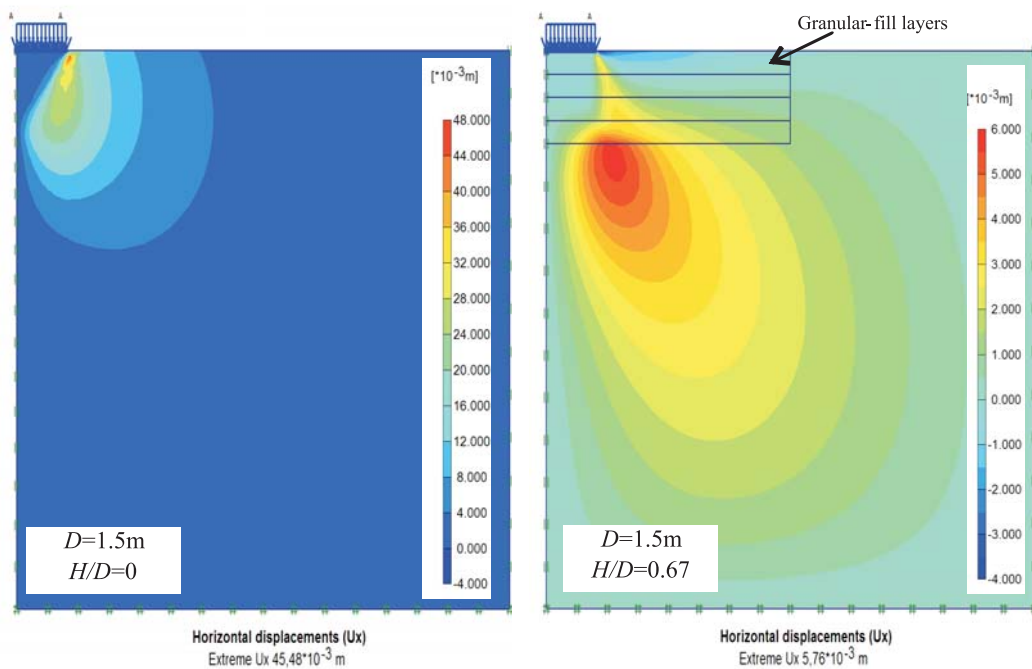 A A
A A
Granular-fill layers
[*10-3m]
48.000
44.000
40.000
36.000
32.000
28.000
24.000
20.000
16.000
12.000
8.000
4.000
0.000
-4.000
D=1.5m
H/D=0
Horizontal displacements (Ux)
Extreme Ux 45,48*10-3 m
[*10-3m]
6.000
5.000
4.000
3.000
2.000
1.000
0.000
-1.000
-2.000
-3.000
-4.000
D=1.5m
H/D=0.67
Horizontal displacements (Ux)
Extreme Ux 5,76*10-3 m